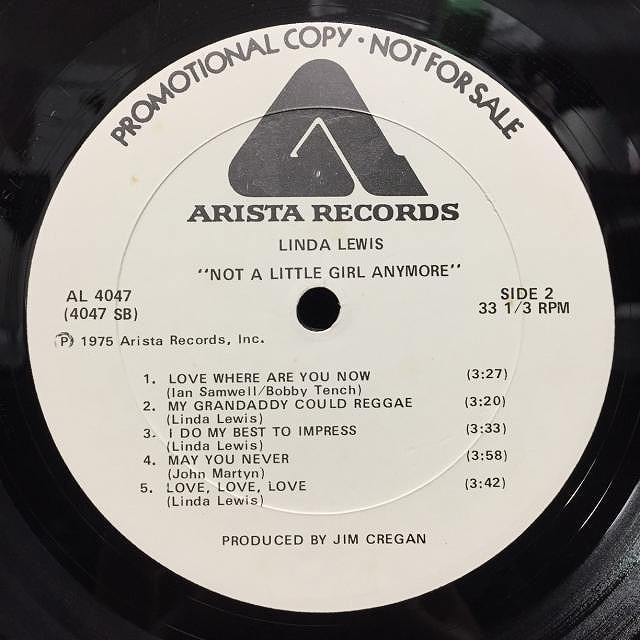 PROMOTIONAL COPY · NOT FOR SALE
ARISTA RECORDS
LINDA LEWIS
"NOT A LITTLE GIRL ANYMORE"
AL 4047
(4047 SB)
SIDE 2
33 1/3 RPM
Ⓟ 1975 Arista Records, Inc.
1. LOVE WHERE ARE YOU NOW (3:27)
(Ian Samwell/Bobby Tench)
2. MY GRANDADDY COULD REGGAE (3:20)
(Linda Lewis)
3. I DO MY BEST TO IMPRESS (3:33)
(Linda Lewis)
4. MAY YOU NEVER (3:58)
(John Martyn)
5. LOVE, LOVE, LOVE (3:42)
(Linda Lewis)
PRODUCED BY JIM CREGAN